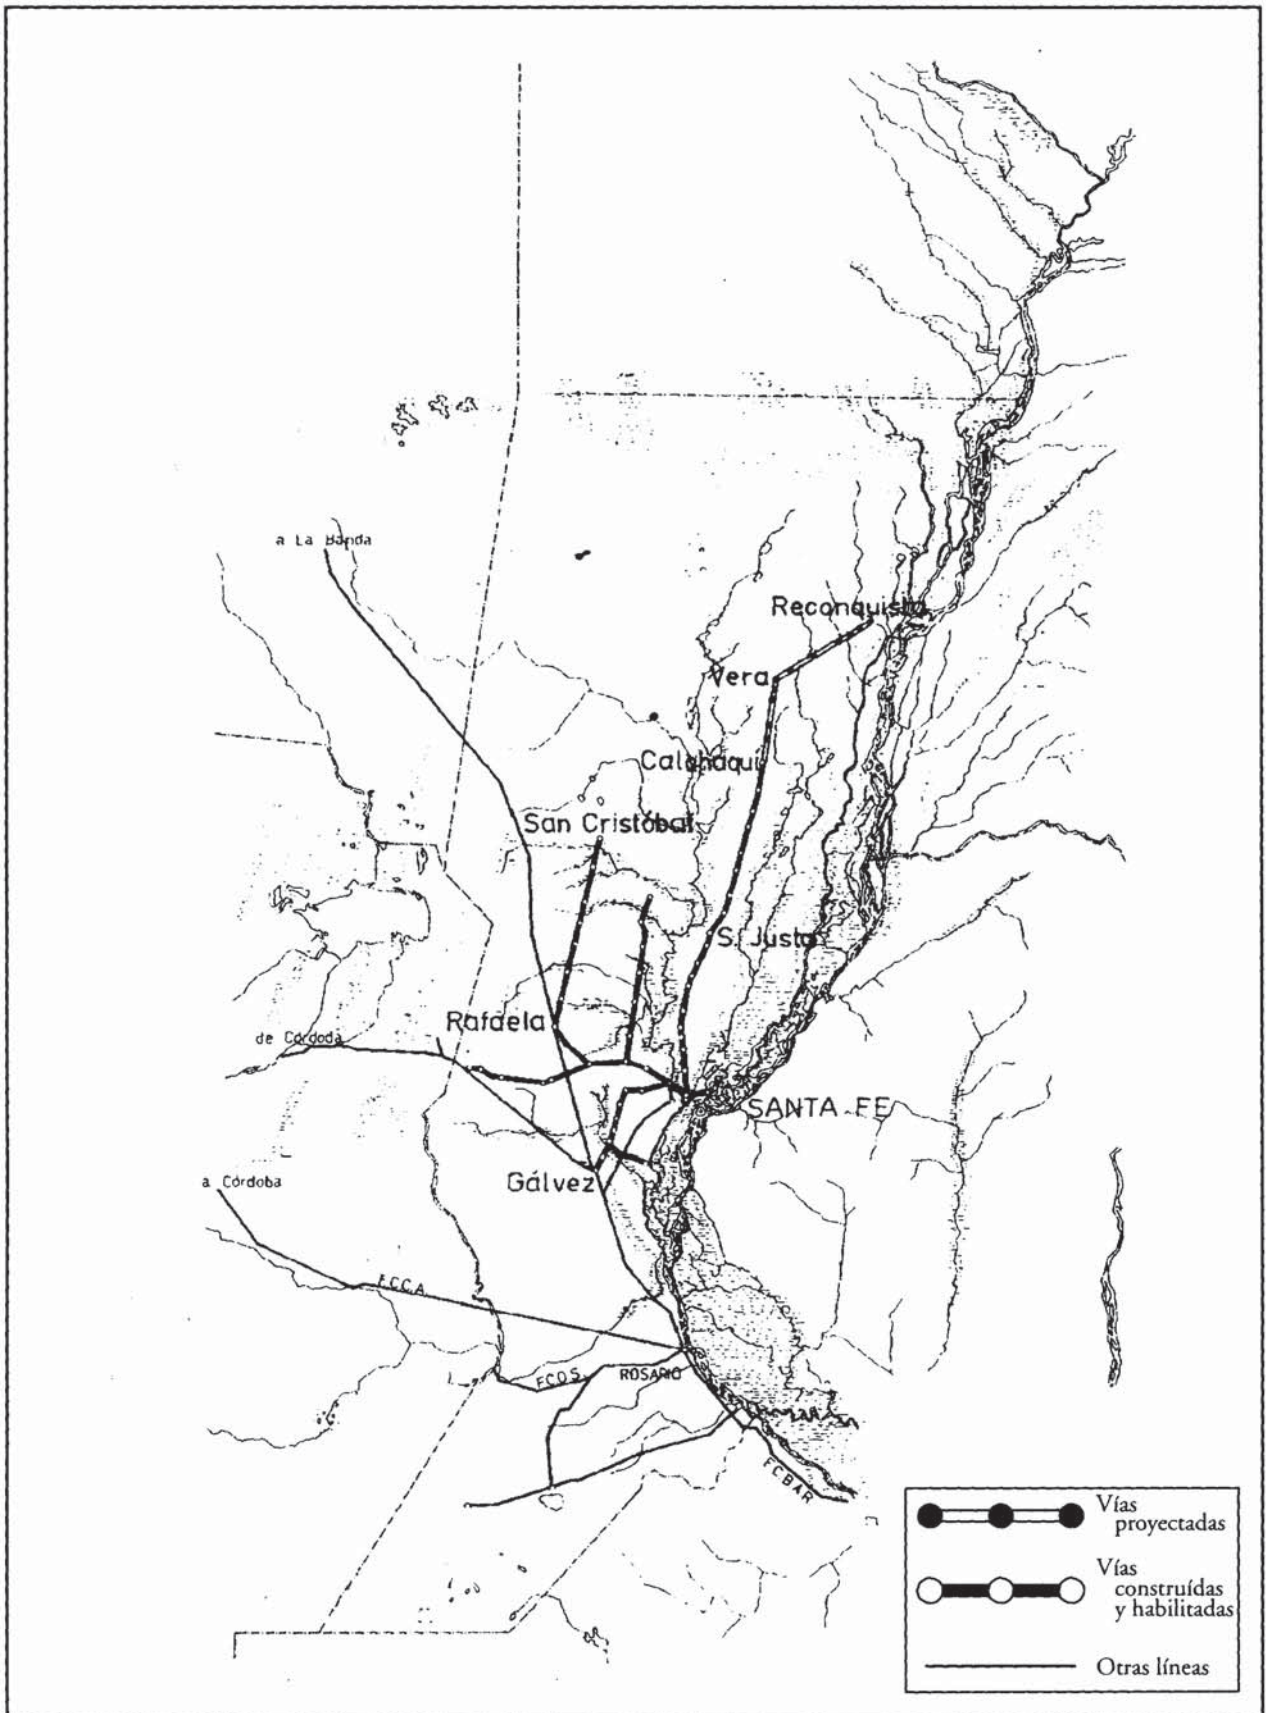 a La Banda
Reconquista
Vera
Calchaquí
San Cristóbal
S. Justo
Rafaela
de Córdoda
SANTA FE
Gálvez
a Córdoba
F.C.C.A.
F.C.O.S.
ROSARIO
F.C.B.A.R.
Vías
proyectadas
Vías
construídas
y habilitadas
Otras líneas